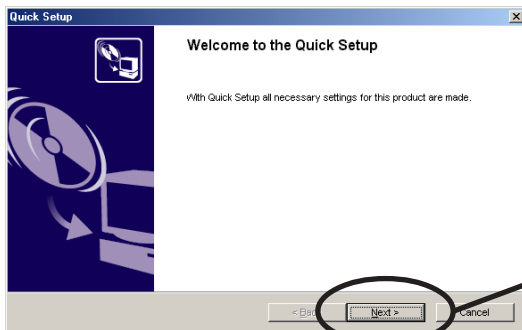 Quick Setup
Welcome to the Quick Setup
With Quick Setup all necessary settings for this product are made.
< Back Next > Cancel